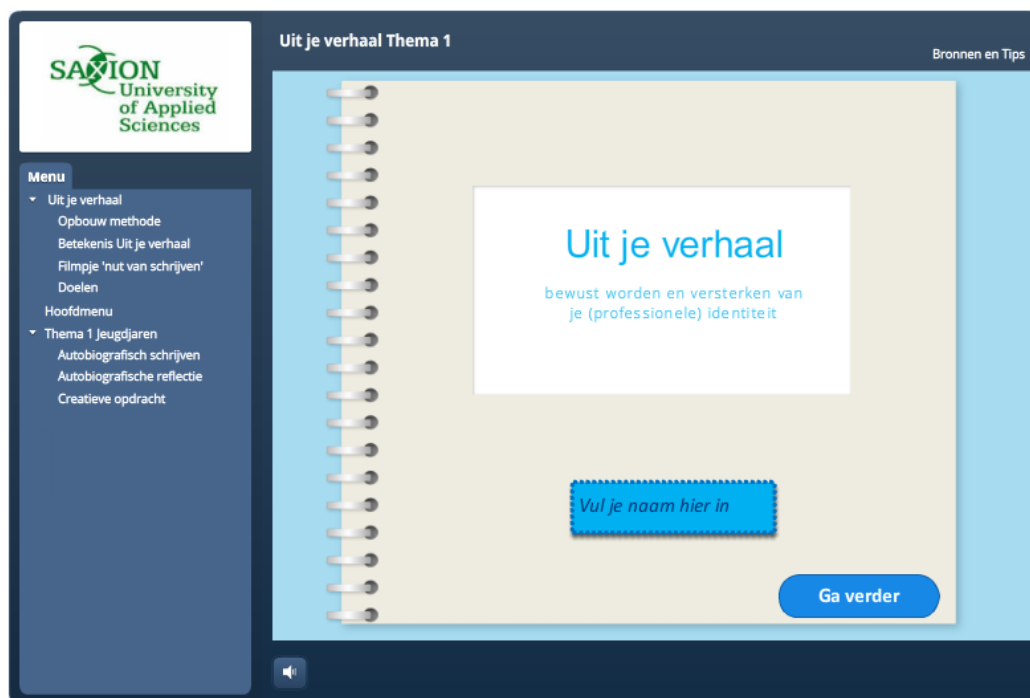 SAXION
University
of Applied
Sciences
Menu
Uit je verhaal
Opbouw methode
Betekenis Uit je verhaal
Filmpje 'nut van schrijven'
Doelen
Hoofdmenu
Thema 1 Jeugdjaren
Autobiografisch schrijven
Autobiografische reflectie
Creatieve opdracht
Uit je verhaal Thema 1
Bronnen en Tips
Uit je verhaal
bewust worden en versterken van
je (professionele) identiteit
Vul je naam hier in
Ga verder